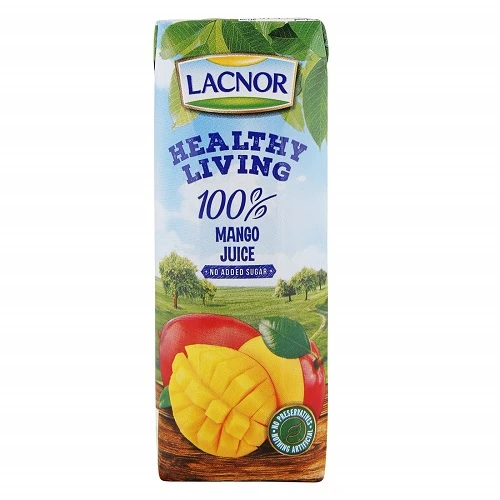 LACNOR
HEALTHY
LIVING
100%
MANGO
JUICE
• NO ADDED SUGAR •
• NO PRESERVATIVES •
NOTHING ARTIFICIAL